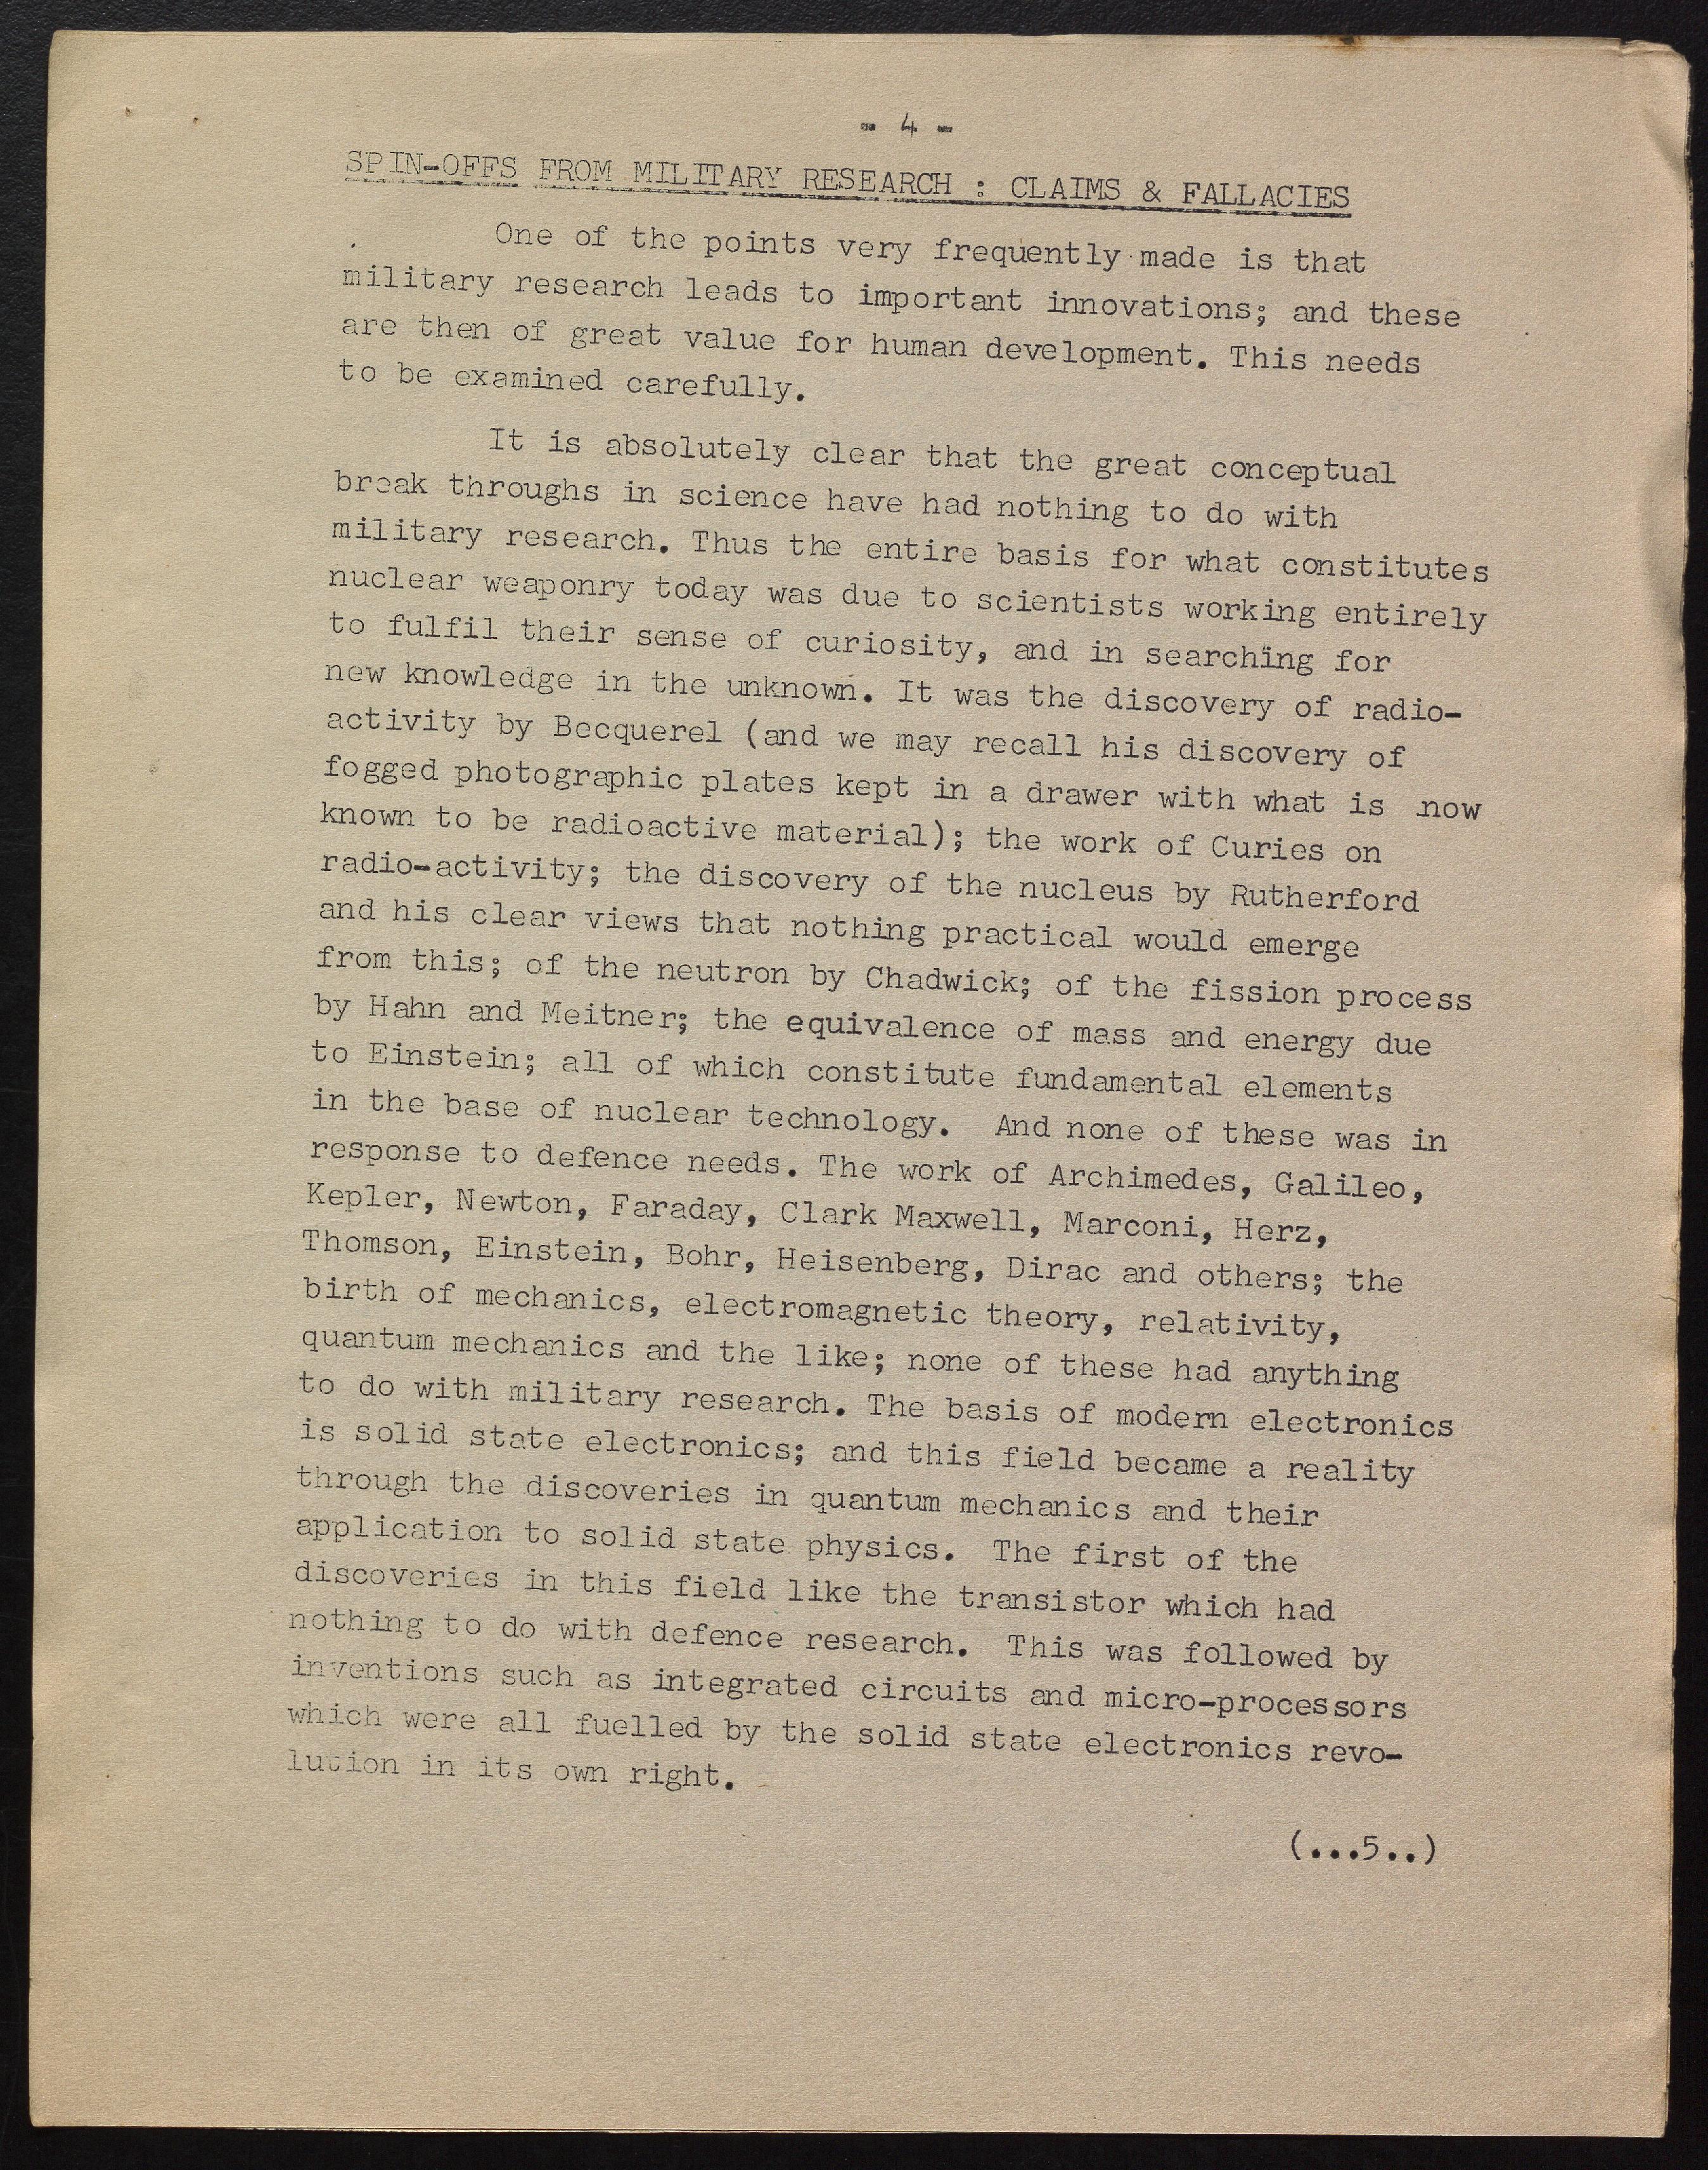 - 4 -
SPIN-OFFS FROM MILITARY RESEARCH : CLAIMS & FALLACIES
One of the points very frequently made is that
military research leads to important innovations; and these
are then of great value for human development. This needs
to be examined carefully.
It is absolutely clear that the great conceptual
break throughs in science have had nothing to do with
military research. Thus the entire basis for what constitutes
nuclear weaponry today was due to scientists working entirely
to fulfil their sense of curiosity, and in searching for
new knowledge in the unknown. It was the discovery of radio-
activity by Becquerel (and we may recall his discovery of
fogged photographic plates kept in a drawer with what is now
known to be radioactive material); the work of Curies on
radio-activity; the discovery of the nucleus by Rutherford
and his clear views that nothing practical would emerge
from this; of the neutron by Chadwick; of the fission process
by Hahn and Meitner; the equivalence of mass and energy due
to Einstein; all of which constitute fundamental elements
in the base of nuclear technology. And none of these was in
response to defence needs. The work of Archimedes, Galileo,
Kepler, Newton, Faraday, Clark Maxwell, Marconi, Herz,
Thomson, Einstein, Bohr, Heisenberg, Dirac and others; the
birth of mechanics, electromagnetic theory, relativity,
quantum mechanics and the like; none of these had anything
to do with military research. The basis of modern electronics
is solid state electronics; and this field became a reality
through the discoveries in quantum mechanics and their
application to solid state physics. The first of the
discoveries in this field like the transistor which had
nothing to do with defence research. This was followed by
inventions such as integrated circuits and micro-processors
which were all fuelled by the solid state electronics revo-
lution in its own right.
(...5..)